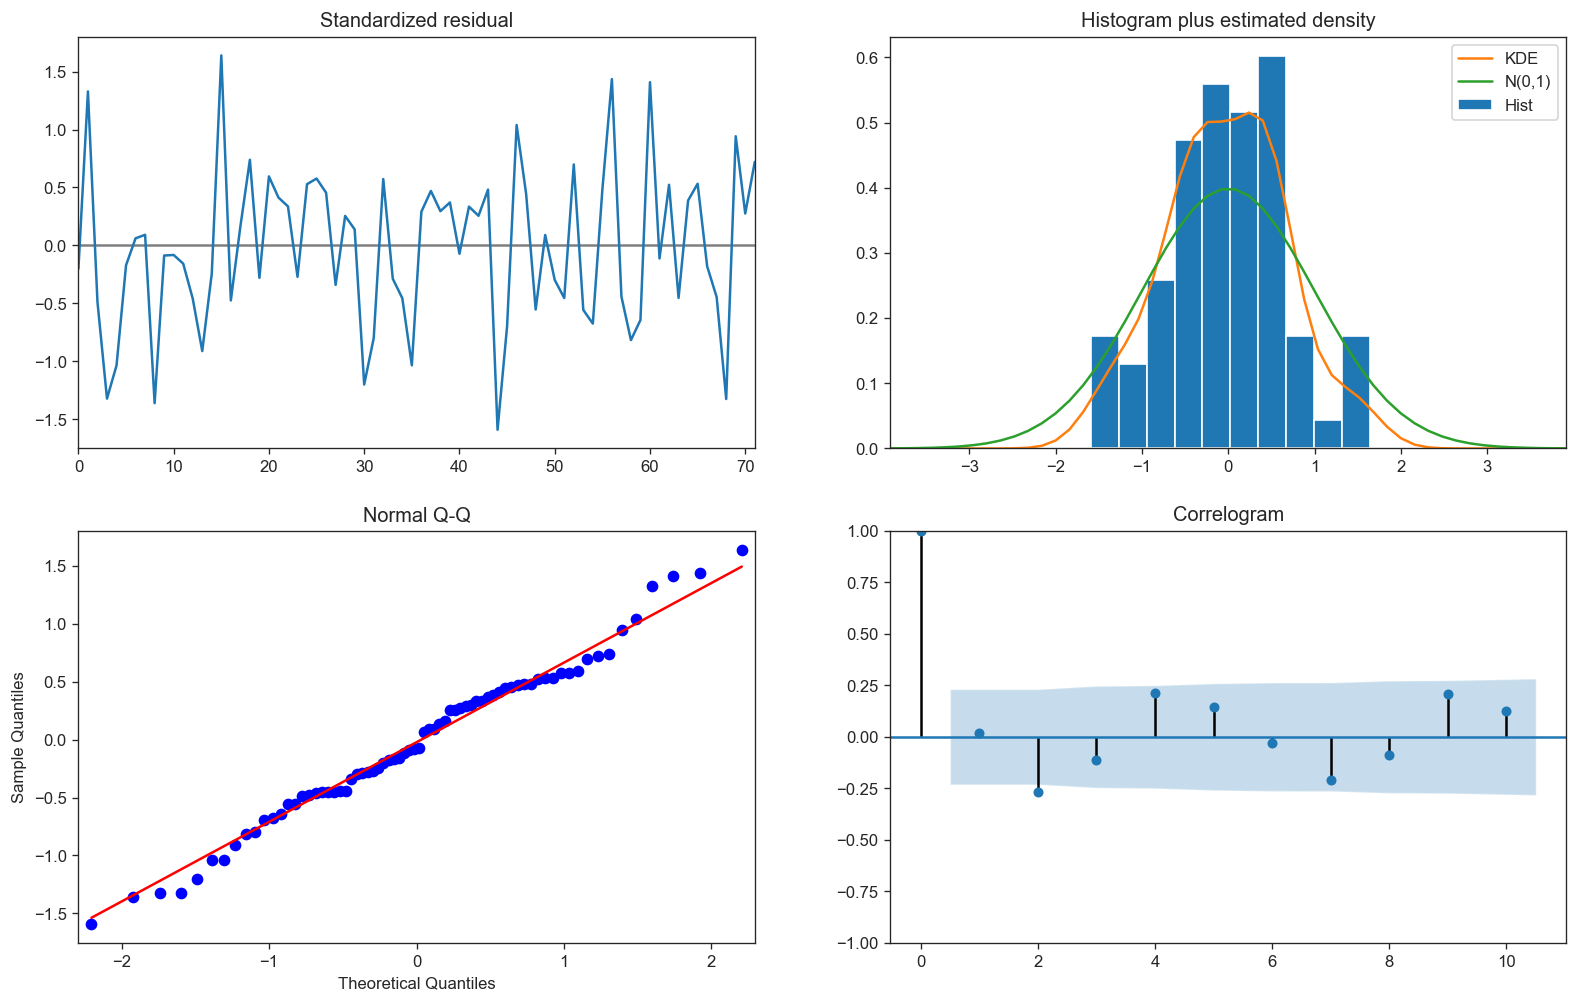 Standardized residual
1.5
1.0
0.5
0.0
−0.5
−1.0
−1.5
0 10 20 30 40 50 60 70
Histogram plus estimated density
KDE
N(0,1)
Hist
0.6
0.5
0.4
0.3
0.2
0.1
0.0
−3 −2 −1 0 1 2 3
Normal Q-Q
Sample Quantiles
1.5
1.0
0.5
0.0
−0.5
−1.0
−1.5
−2 −1 0 1 2
Theoretical Quantiles
Correlogram
1.00
0.75
0.50
0.25
0.00
−0.25
−0.50
−0.75
−1.00
0 2 4 6 8 10